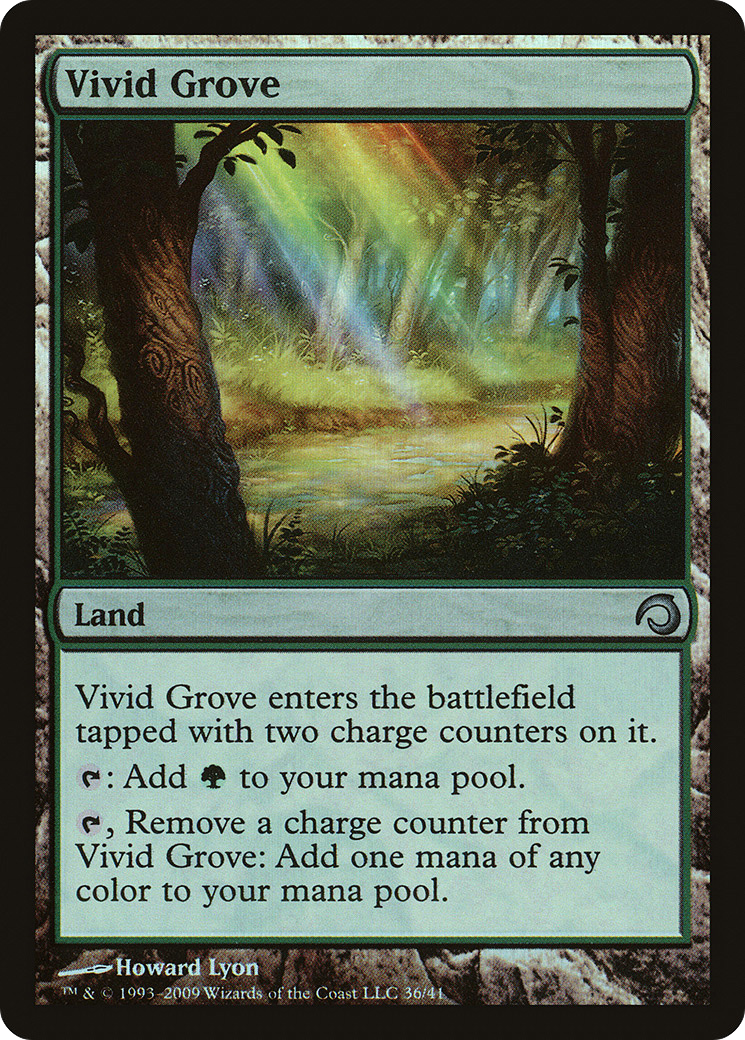 Vivid Grove
Land
Vivid Grove enters the battlefield
tapped with two charge counters on it.
: Add to your mana pool.
, Remove a charge counter from
Vivid Grove: Add one mana of any
color to your mana pool.
Howard Lyon
™ & © 1993–2009 Wizards of the Coast LLC 36/41